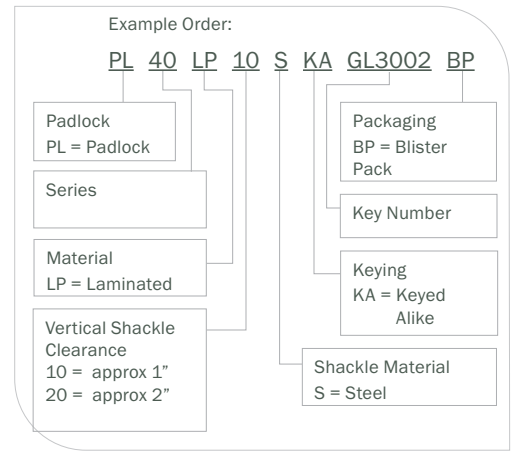 Example Order:
PL 40 LP 10 S KA GL3002 BP
Padlock
PL = Padlock
Series
Material
LP = Laminated
Vertical Shackle
Clearance
10 = approx 1”
20 = approx 2”
Packaging
BP = Blister
Pack
Key Number
Keying
KA = Keyed
Alike
Shackle Material
S = Steel